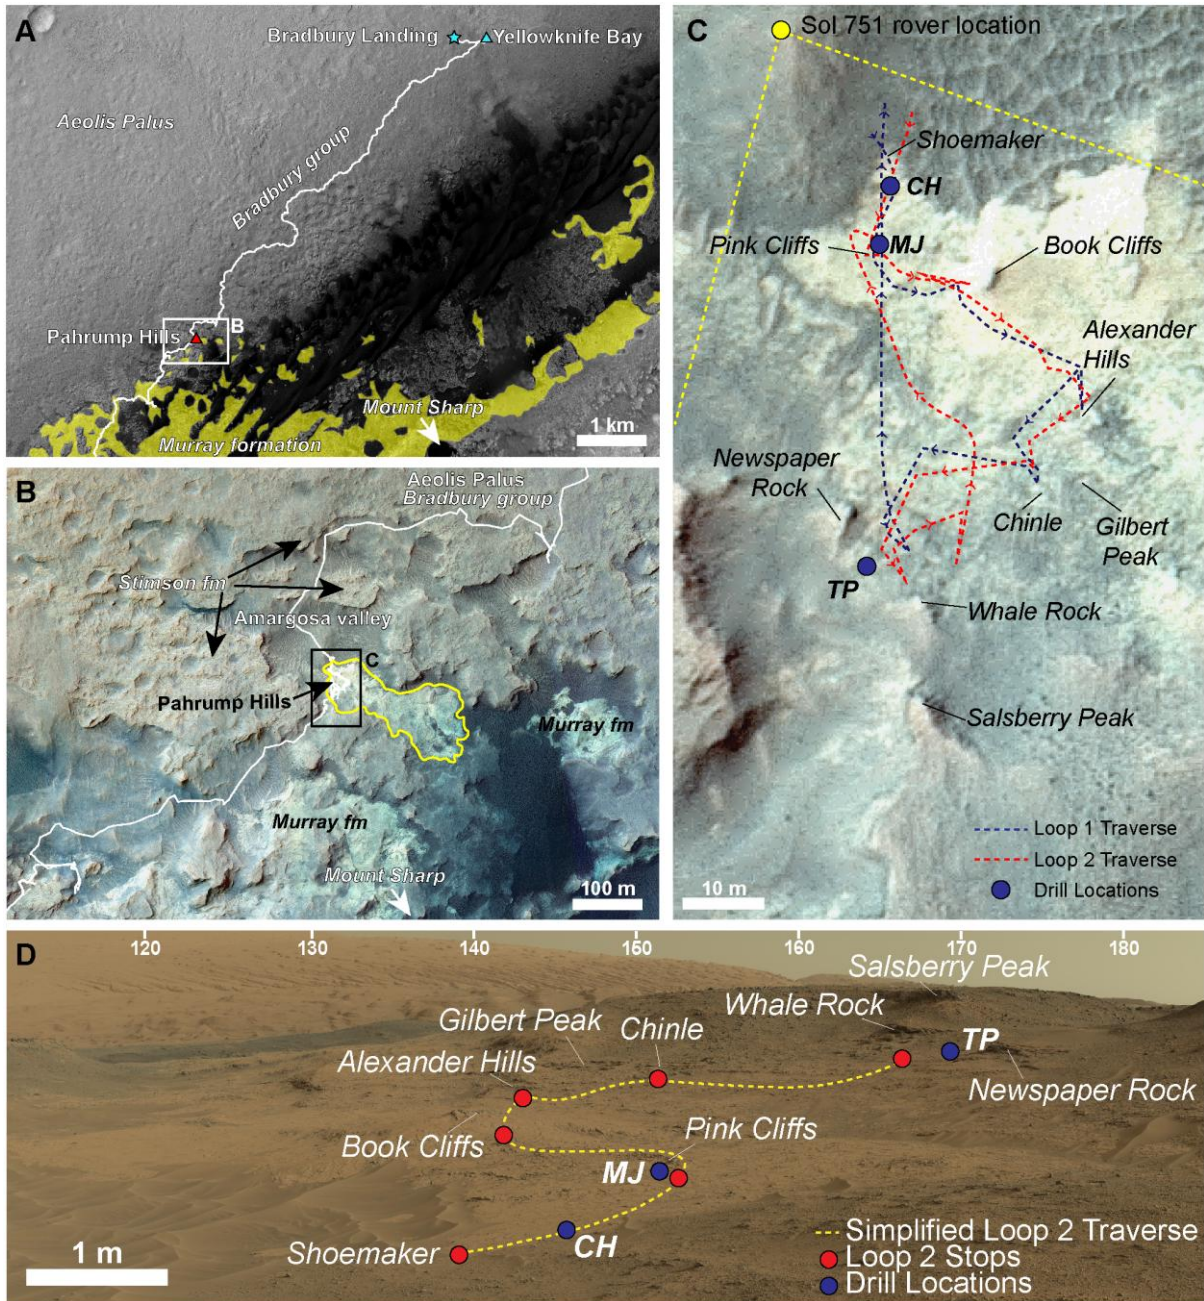 A
Bradbury Landing
Yellowknife Bay
Aeolis Palus
Bradbury group
Pahrump Hills
B
Mount Sharp
1 km
Murray formation
B
Aeolis Palus
Bradbury group
Stimson fm
Amargosa valley
C
Pahrump Hills
Murray fm
Murray fm
Mount Sharp
100 m
C
Sol 751 rover location
Shoemaker
CH
Pink Cliffs
MJ
Book Cliffs
Alexander
Hills
Newspaper
Rock
Chinle
Gilbert
Peak
TP
Whale Rock
Salsberry Peak
Loop 1 Traverse
Loop 2 Traverse
10 m
Drill Locations
D
120
130
140
150
160
170
180
Salsberry Peak
Whale Rock
Gilbert Peak
Chinle
TP
Alexander Hills
Newspaper Rock
Book Cliffs
Pink Cliffs
MJ
CH
Shoemaker
1 m
Simplified Loop 2 Traverse
Loop 2 Stops
Drill Locations